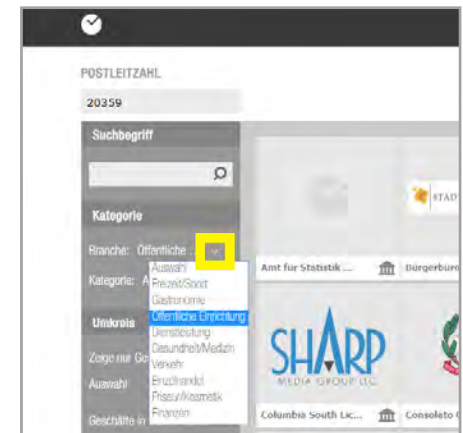 POSTLEITZAHL
20359
Suchbegriff
Kategorie
Branche: Öffentliche ...
Kategorie: A
Auswahl
Freizeit/Sport
Gastronomie
Öffentliche Einrichtung
Dienstleistung
Gesundheit/Medizin
Verkehr
Einzelhandel
Friseur/Kosmetik
Finanzen
Umkreis
Zeige nur Ge
Auswahl
Geschäfte in
STAD
Amt für Statistik ...
Bürgerbüro
SHARP
MEDIA GROUP LLC
Columbia South Lic...
Consolato